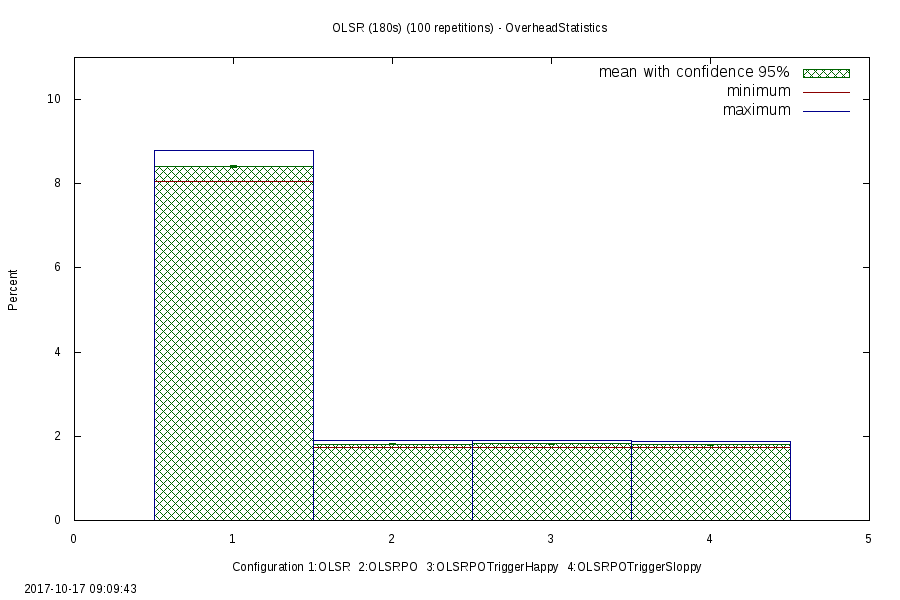 OLSR (180s) (100 repetitions) - OverheadStatistics
mean with confidence 95%
minimum
maximum
10
8
6
4
2
0
Percent
0 1 2 3 4 5
Configuration 1:OLSR 2:OLSRPO 3:OLSRPOTriggerHappy 4:OLSRPOTriggerSloppy
2017-10-17 09:09:43